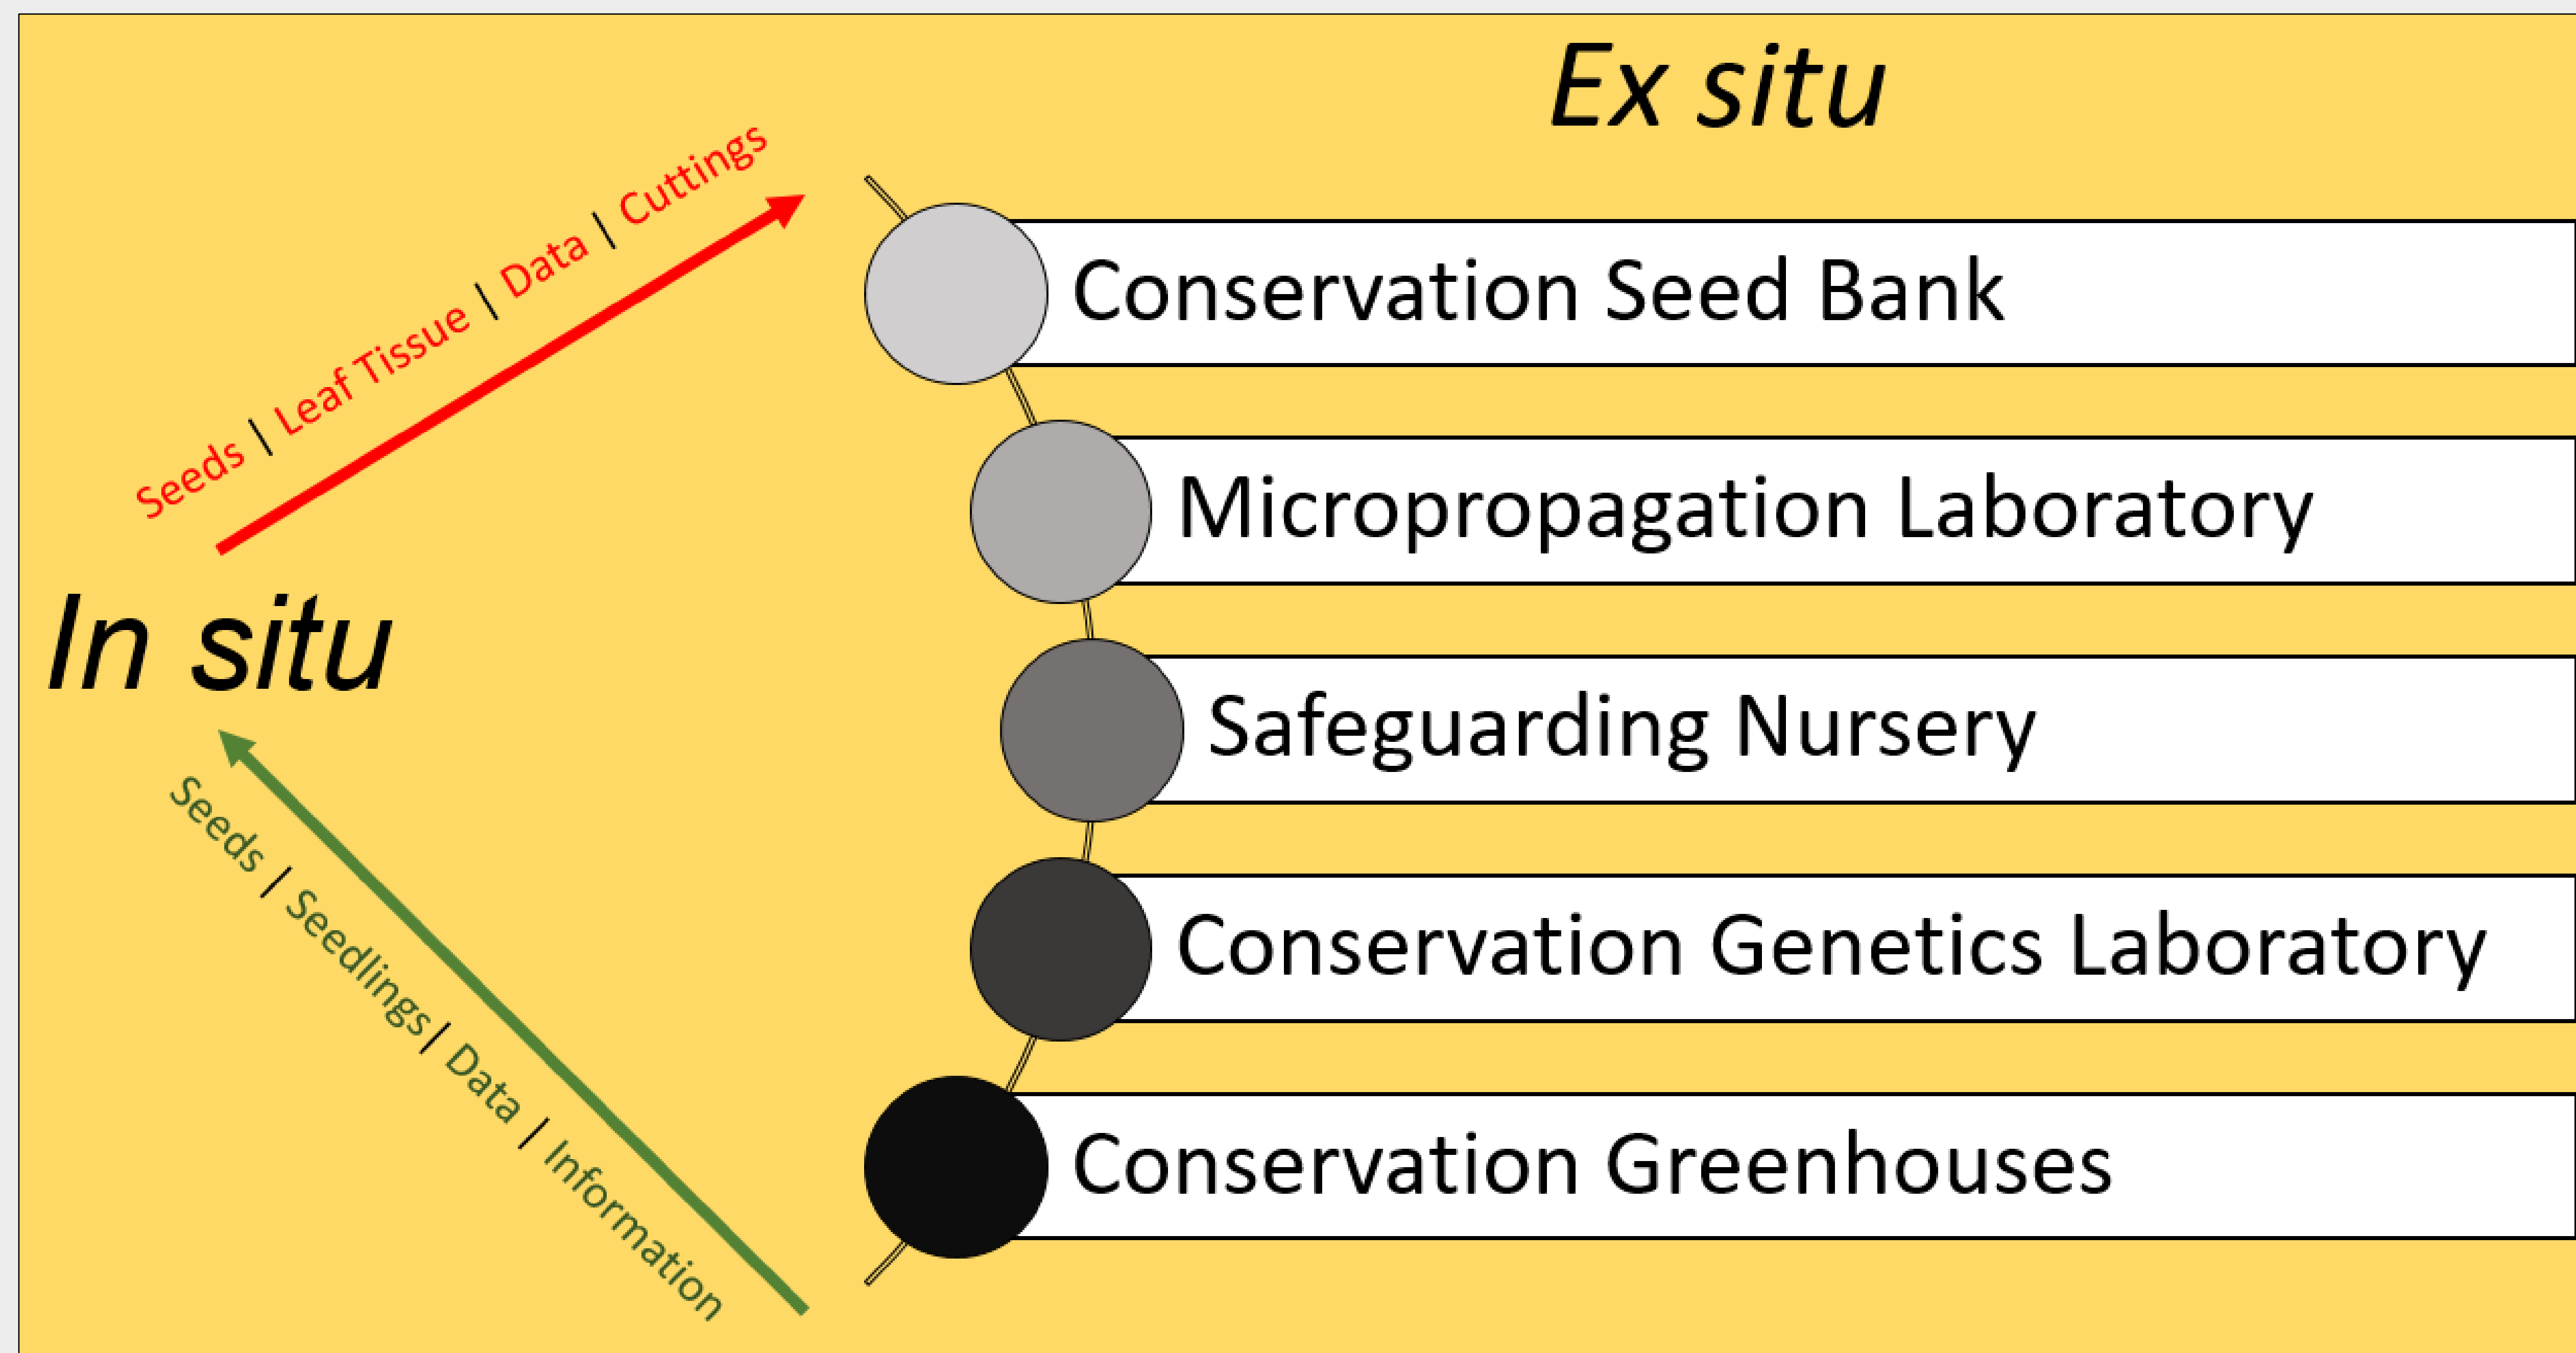 Ex situ
Seeds | Leaf Tissue | Data | Cuttings
Conservation Seed Bank
Micropropagation Laboratory
In situ
Safeguarding Nursery
Seeds | Seedlings| Data | Information
Conservation Genetics Laboratory
Conservation Greenhouses